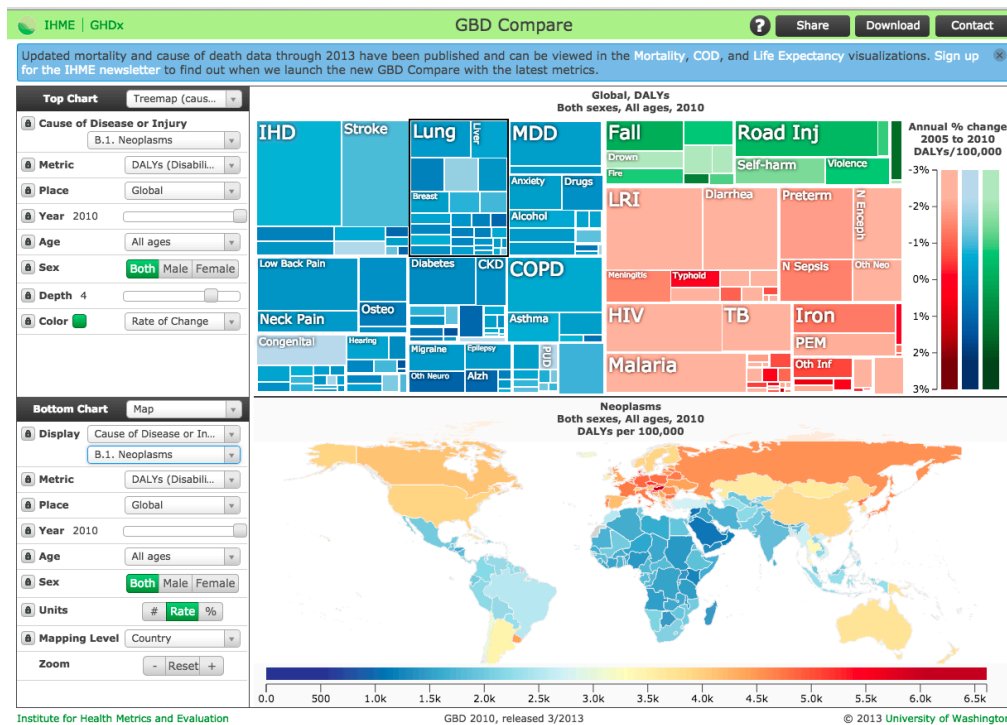 IHME | GHDx
GBD Compare
?
Share
Download
Contact
Updated mortality and cause of death data through 2013 have been published and can be viewed in the Mortality, COD, and Life Expectancy visualizations. Sign up
for the IHME newsletter to find out when we launch the new GBD Compare with the latest metrics.
Top Chart
Treemap (caus...
Cause of Disease or Injury
B.1. Neoplasms
Metric
DALYs (Disabili...
Place
Global
Year 2010
Age
All ages
Sex
Both Male Female
Depth 4
Color
Rate of Change
Global, DALYs
Both sexes, All ages, 2010
IHD
Stroke
Lung
Liver
MDD
Fall
Road Inj
Drown
Fire
Self-harm
Violence
Breast
Anxiety
Drugs
Alcohol
LRI
Diarrhea
Preterm
N Enceph
Meningitis
Typhoid
N Sepsis
Oth Neo
Low Back Pain
Diabetes
CKD
COPD
Neck Pain
Osteo
Asthma
HIV
TB
Iron
PEM
Congenital
Hearing
Migraine
Epilepsy
PUD
Oth Neuro
Alzh
Malaria
Oth Inf
Annual % change
2005 to 2010
DALYs/100,000
-3%
-2%
-1%
0%
1%
2%
3%
Bottom Chart
Map
Display
Cause of Disease or In...
B.1. Neoplasms
Metric
DALYs (Disabili...
Place
Global
Year 2010
Age
All ages
Sex
Both Male Female
Units
# Rate %
Mapping Level
Country
Zoom
- Reset +
Neoplasms
Both sexes, All ages, 2010
DALYs per 100,000
0.0 500 1.0k 1.5k 2.0k 2.5k 3.0k 3.5k 4.0k 4.5k 5.0k 5.5k 6.0k 6.5k
Institute for Health Metrics and Evaluation
GBD 2010, released 3/2013
© 2013 University of Washington